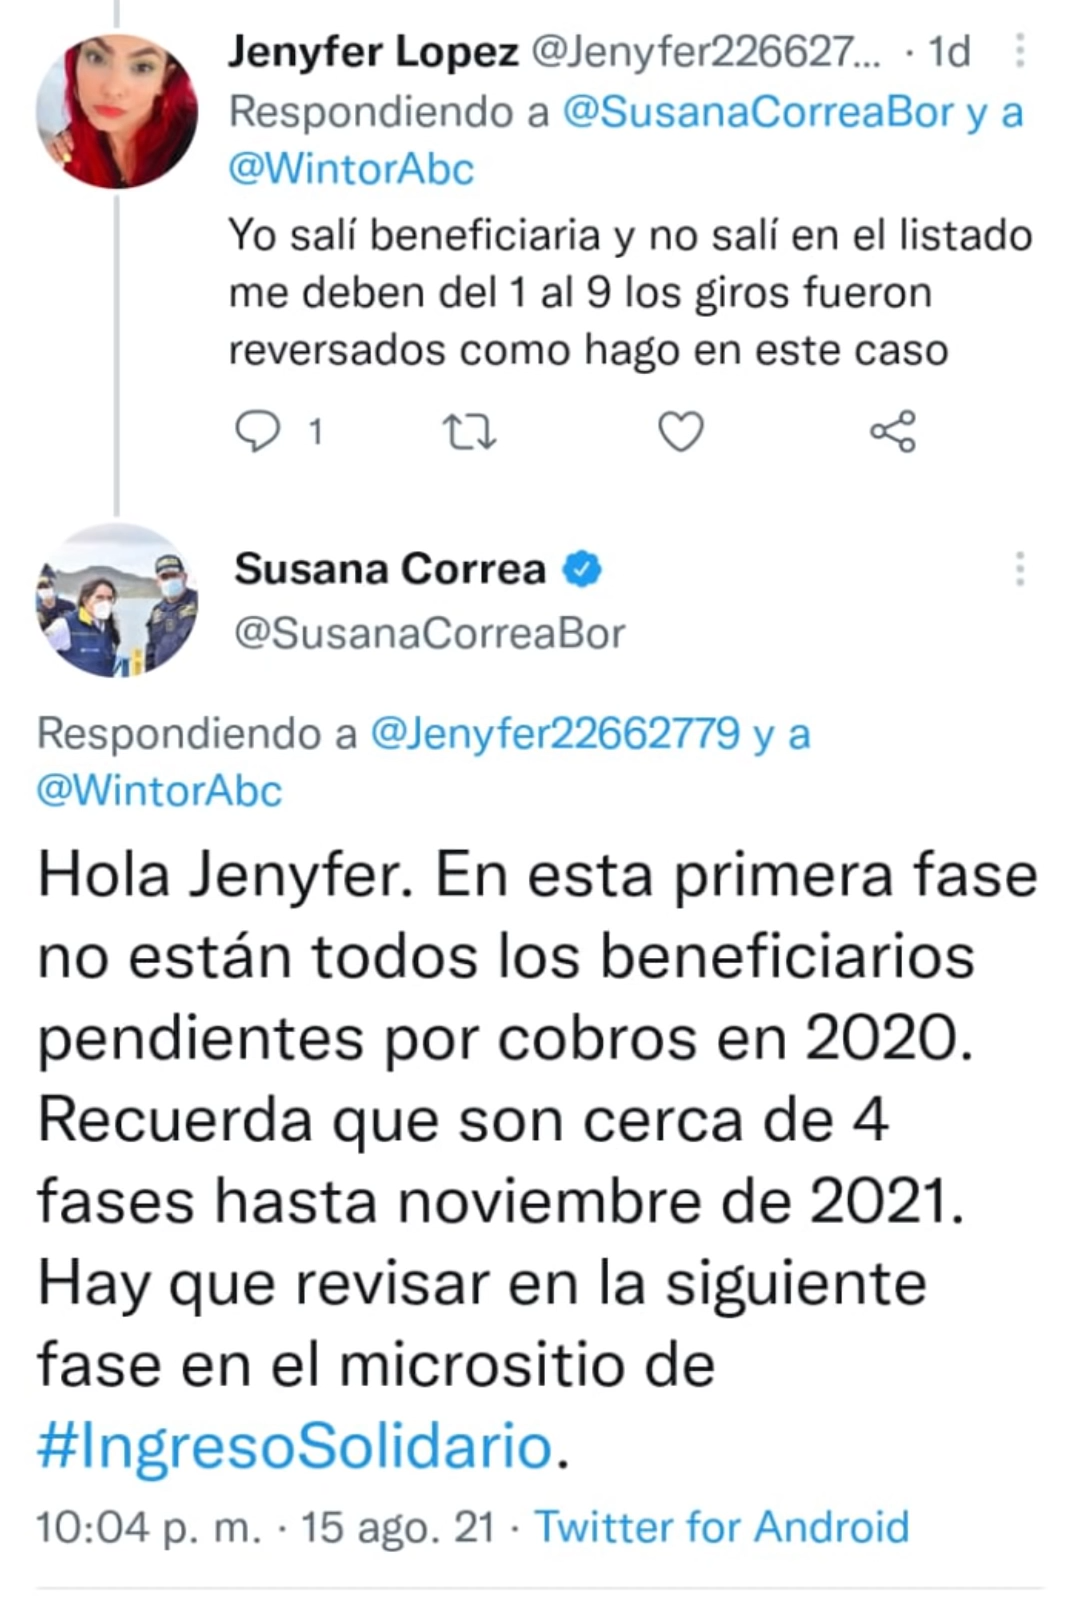 Jenyfer Lopez @Jenyfer226627... · 1d
Respondiendo a @SusanaCorreaBor y a
@WintorAbc
Yo salí beneficiaria y no salí en el listado
me deben del 1 al 9 los giros fueron
reversados como hago en este caso
1
Susana Correa
@SusanaCorreaBor
Respondiendo a @Jenyfer22662779 y a
@WintorAbc
Hola Jenyfer. En esta primera fase
no están todos los beneficiarios
pendientes por cobros en 2020.
Recuerda que son cerca de 4
fases hasta noviembre de 2021.
Hay que revisar en la siguiente
fase en el micrositio de
#IngresoSolidario.
10:04 p. m. · 15 ago. 21 · Twitter for Android